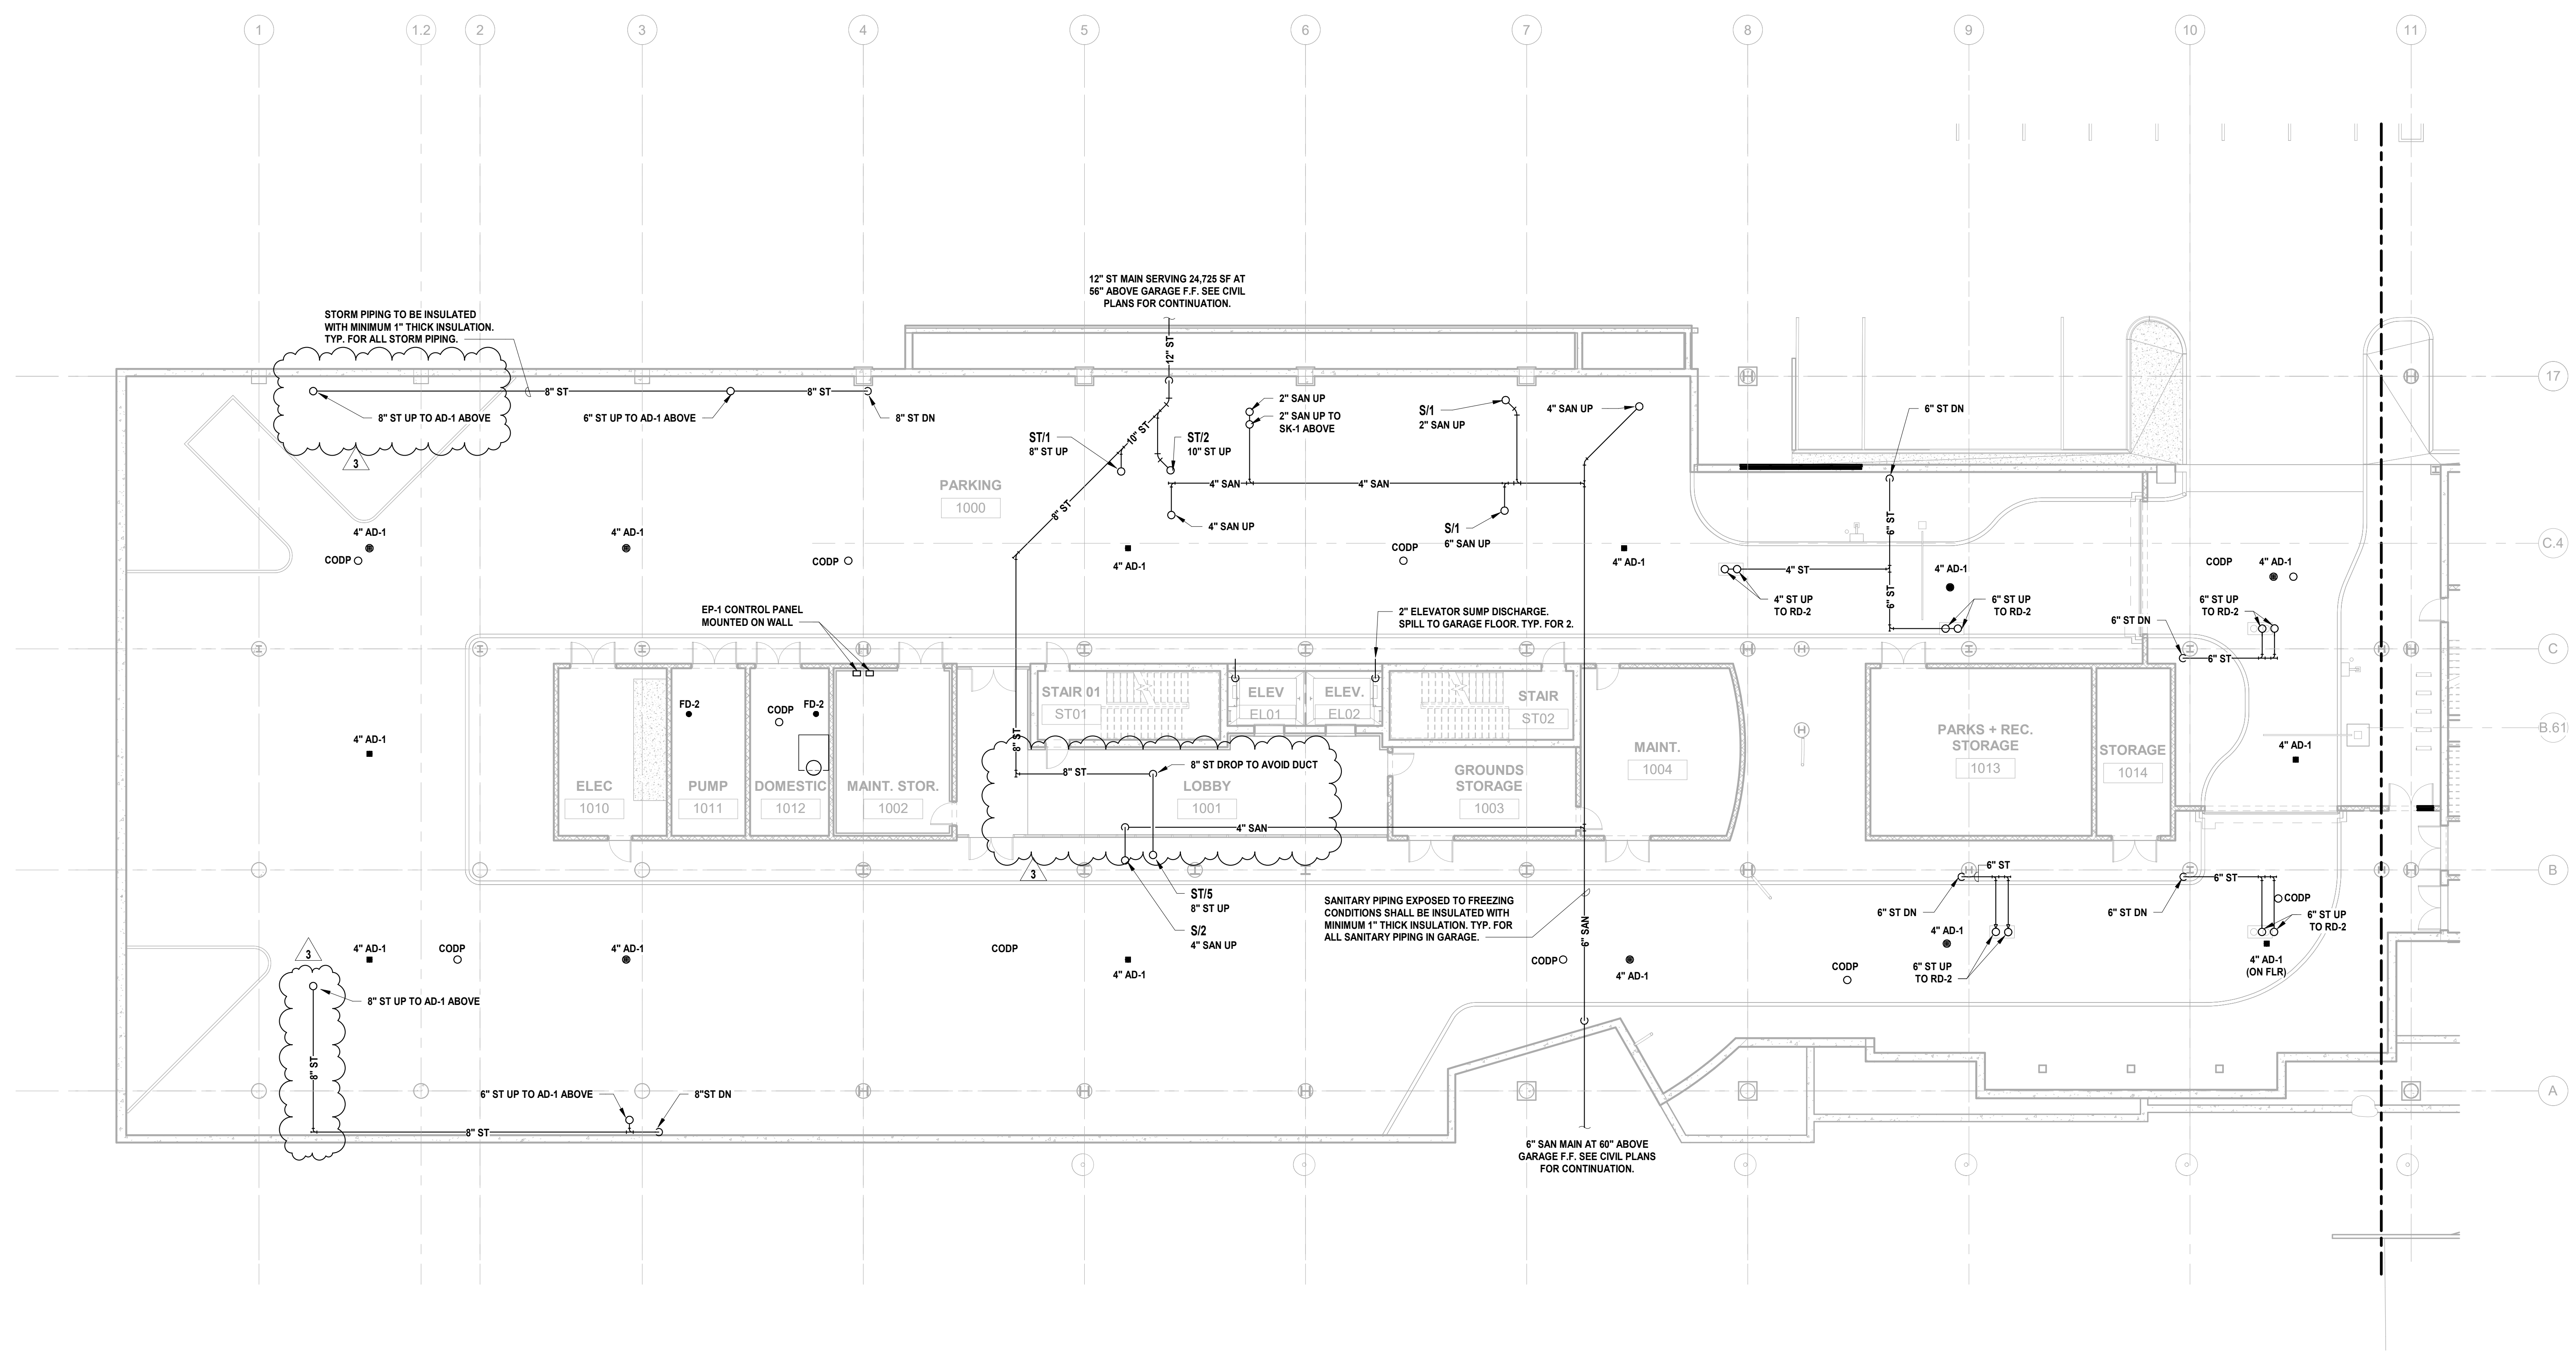 1
1.2
2
3
4
5
6
7
8
9
10
11
12" ST MAIN SERVING 24,725 SF AT
56" ABOVE GARAGE F.F. SEE CIVIL
PLANS FOR CONTINUATION.
STORM PIPING TO BE INSULATED
WITH MINIMUM 1" THICK INSULATION.
TYP. FOR ALL STORM PIPING.
12" ST
17
8" ST
8" ST
8" ST UP TO AD-1 ABOVE
6" ST UP TO AD-1 ABOVE
8" ST DN
3
2" SAN UP
2" SAN UP TO
SK-1 ABOVE
S/1
2" SAN UP
4" SAN UP
6" ST DN
ST/1
8" ST UP
10" ST
ST/2
10" ST UP
PARKING
1000
8" ST
4" SAN
4" SAN
4" SAN UP
S/1
6" SAN UP
6" ST
4" AD-1
CODP
4" AD-1
CODP
4" AD-1
CODP
4" AD-1
C.4
4" ST
4" AD-1
CODP
4" AD-1
6" ST
4" ST UP
TO RD-2
6" ST UP
TO RD-2
6" ST UP
TO RD-2
6" ST DN
EP-1 CONTROL PANEL
MOUNTED ON WALL
2" ELEVATOR SUMP DISCHARGE.
SPILL TO GARAGE FLOOR. TYP. FOR 2.
C
6" ST
STAIR 01
ST01
ELEV
EL01
ELEV.
EL02
STAIR
ST02
FD-2
CODP
FD-2
4" AD-1
8" ST
B.61
PARKS + REC.
STORAGE
1013
STORAGE
1014
4" AD-1
MAINT.
1004
8" ST
8" ST DROP TO AVOID DUCT
ELEC
1010
PUMP
1011
DOMESTIC
1012
MAINT. STOR.
1002
LOBBY
1001
GROUNDS
STORAGE
1003
4" SAN
3
B
6" ST
6" ST
ST/5
8" ST UP
S/2
4" SAN UP
SANITARY PIPING EXPOSED TO FREEZING
CONDITIONS SHALL BE INSULATED WITH
MINIMUM 1" THICK INSULATION. TYP. FOR
ALL SANITARY PIPING IN GARAGE.
6" SAN
6" ST DN
6" ST DN
CODP
6" ST UP
TO RD-2
4" AD-1
3
4" AD-1
CODP
4" AD-1
CODP
4" AD-1
CODP
4" AD-1
CODP
6" ST UP
TO RD-2
4" AD-1
(ON FLR)
8" ST UP TO AD-1 ABOVE
8" ST
6" ST UP TO AD-1 ABOVE
8"ST DN
A
8" ST
6" SAN MAIN AT 60" ABOVE
GARAGE F.F. SEE CIVIL PLANS
FOR CONTINUATION.